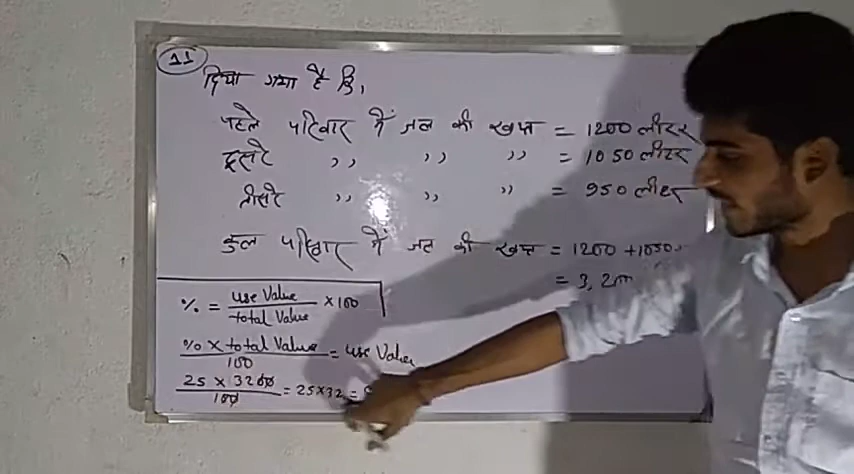 11
दिया गया है कि,
पहले परिवार में जल की खपत = 1200 लीटर
दूसरे ,, ,, ,, = 1050 लीटर
तीसरे ,, ,, ,, = 950 लीटर
कुल परिवार में जल की खपत = 1200 + 1050
= 3,200
% = use Value / total Value × 100
% × total Value / 100 = use Value
25 × 3200 / 100 = 25 × 32 =